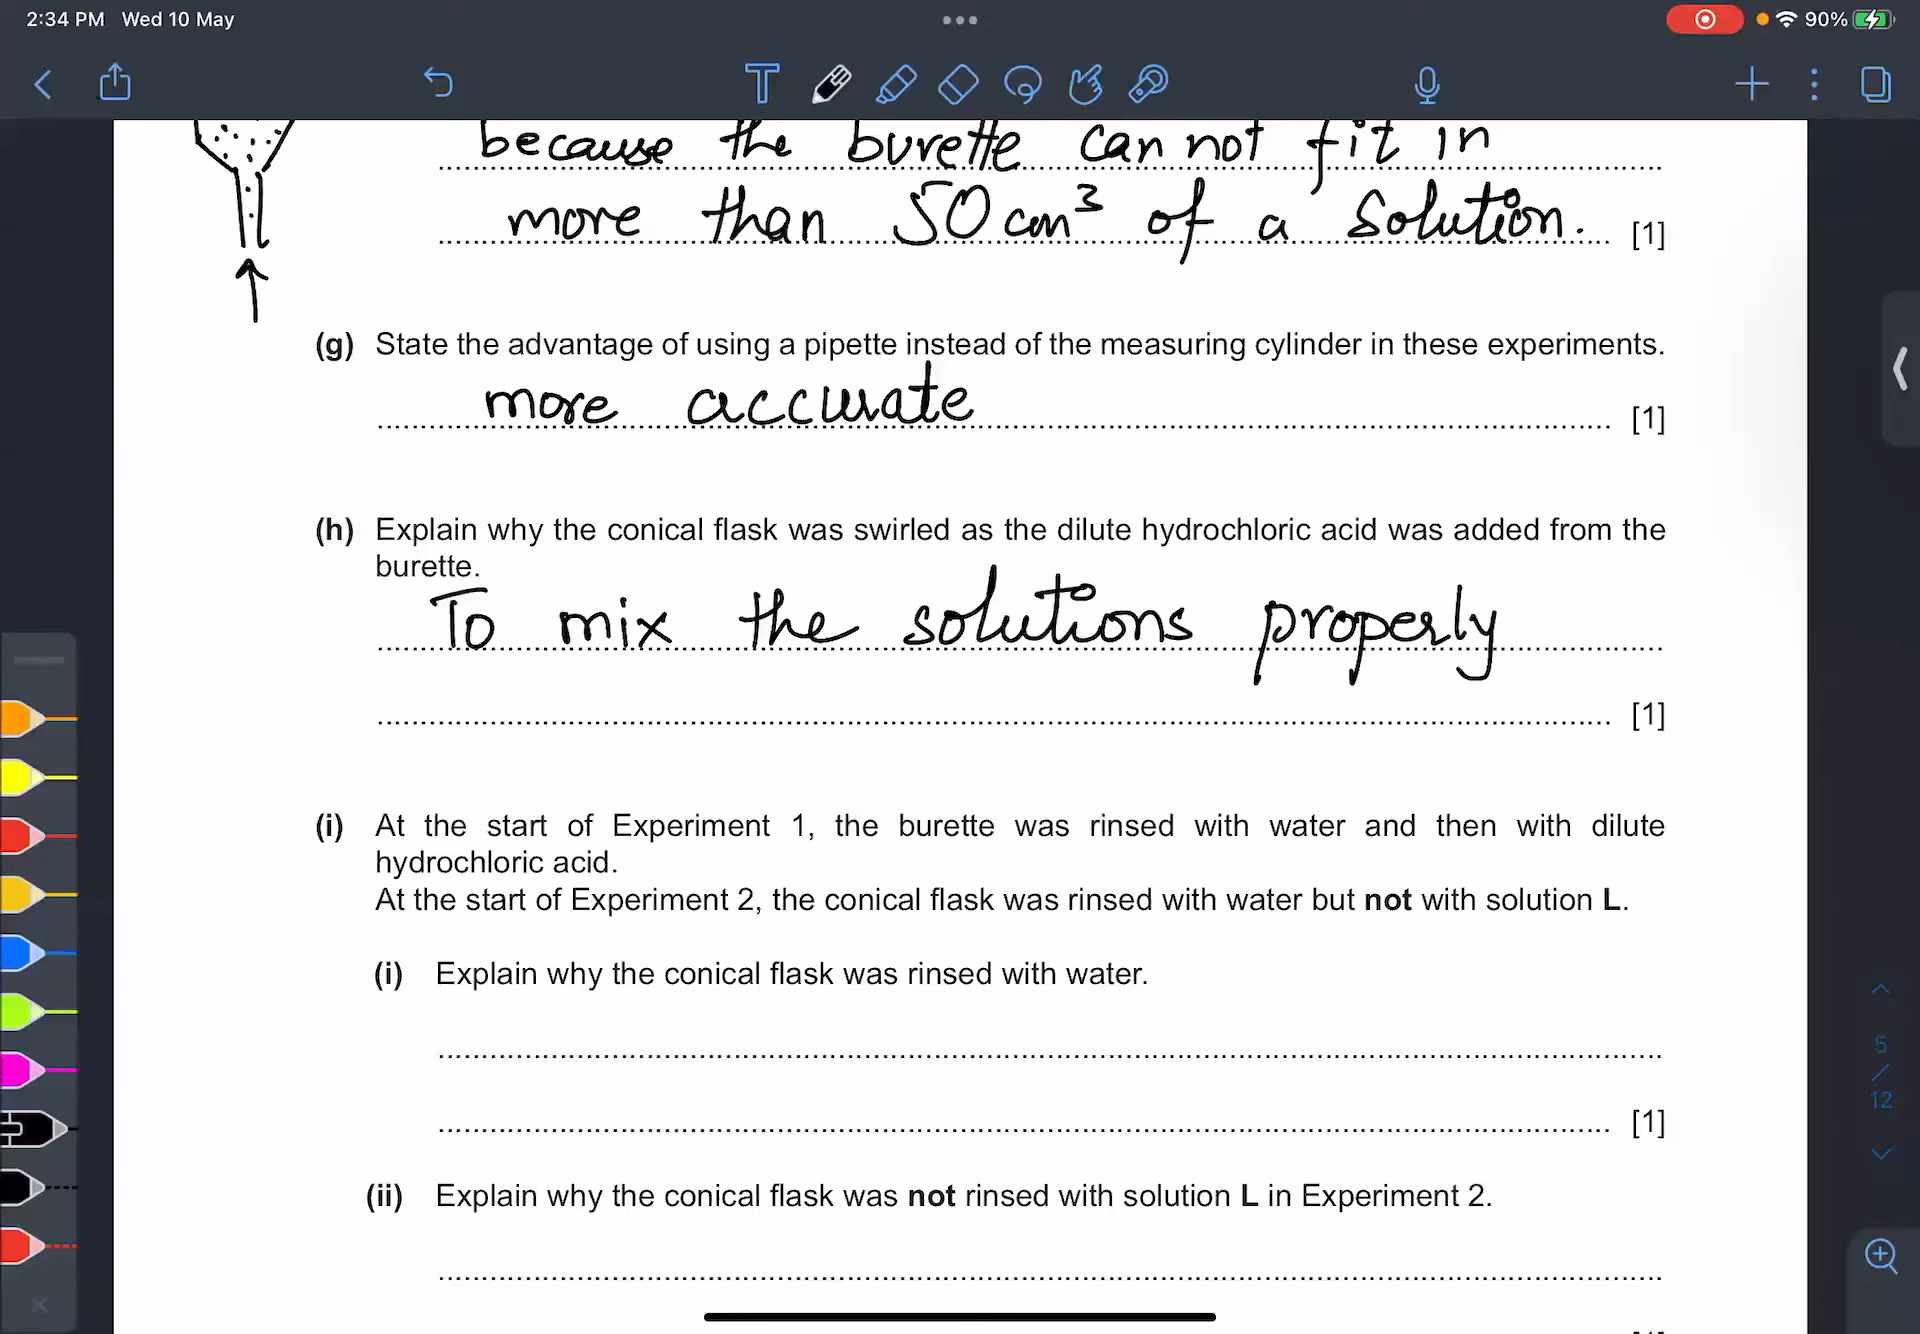 2:34 PM Wed 10 May
90%
because the burette can not fit in
more than 50 cm³ of a solution. [1]
(g) State the advantage of using a pipette instead of the measuring cylinder in these experiments.
more accurate
[1]
(h) Explain why the conical flask was swirled as the dilute hydrochloric acid was added from the
burette.
To mix the solutions properly
[1]
(i) At the start of Experiment 1, the burette was rinsed with water and then with dilute
hydrochloric acid.
At the start of Experiment 2, the conical flask was rinsed with water but not with solution L.
(i) Explain why the conical flask was rinsed with water.
[1]
(ii) Explain why the conical flask was not rinsed with solution L in Experiment 2.
5
/
12